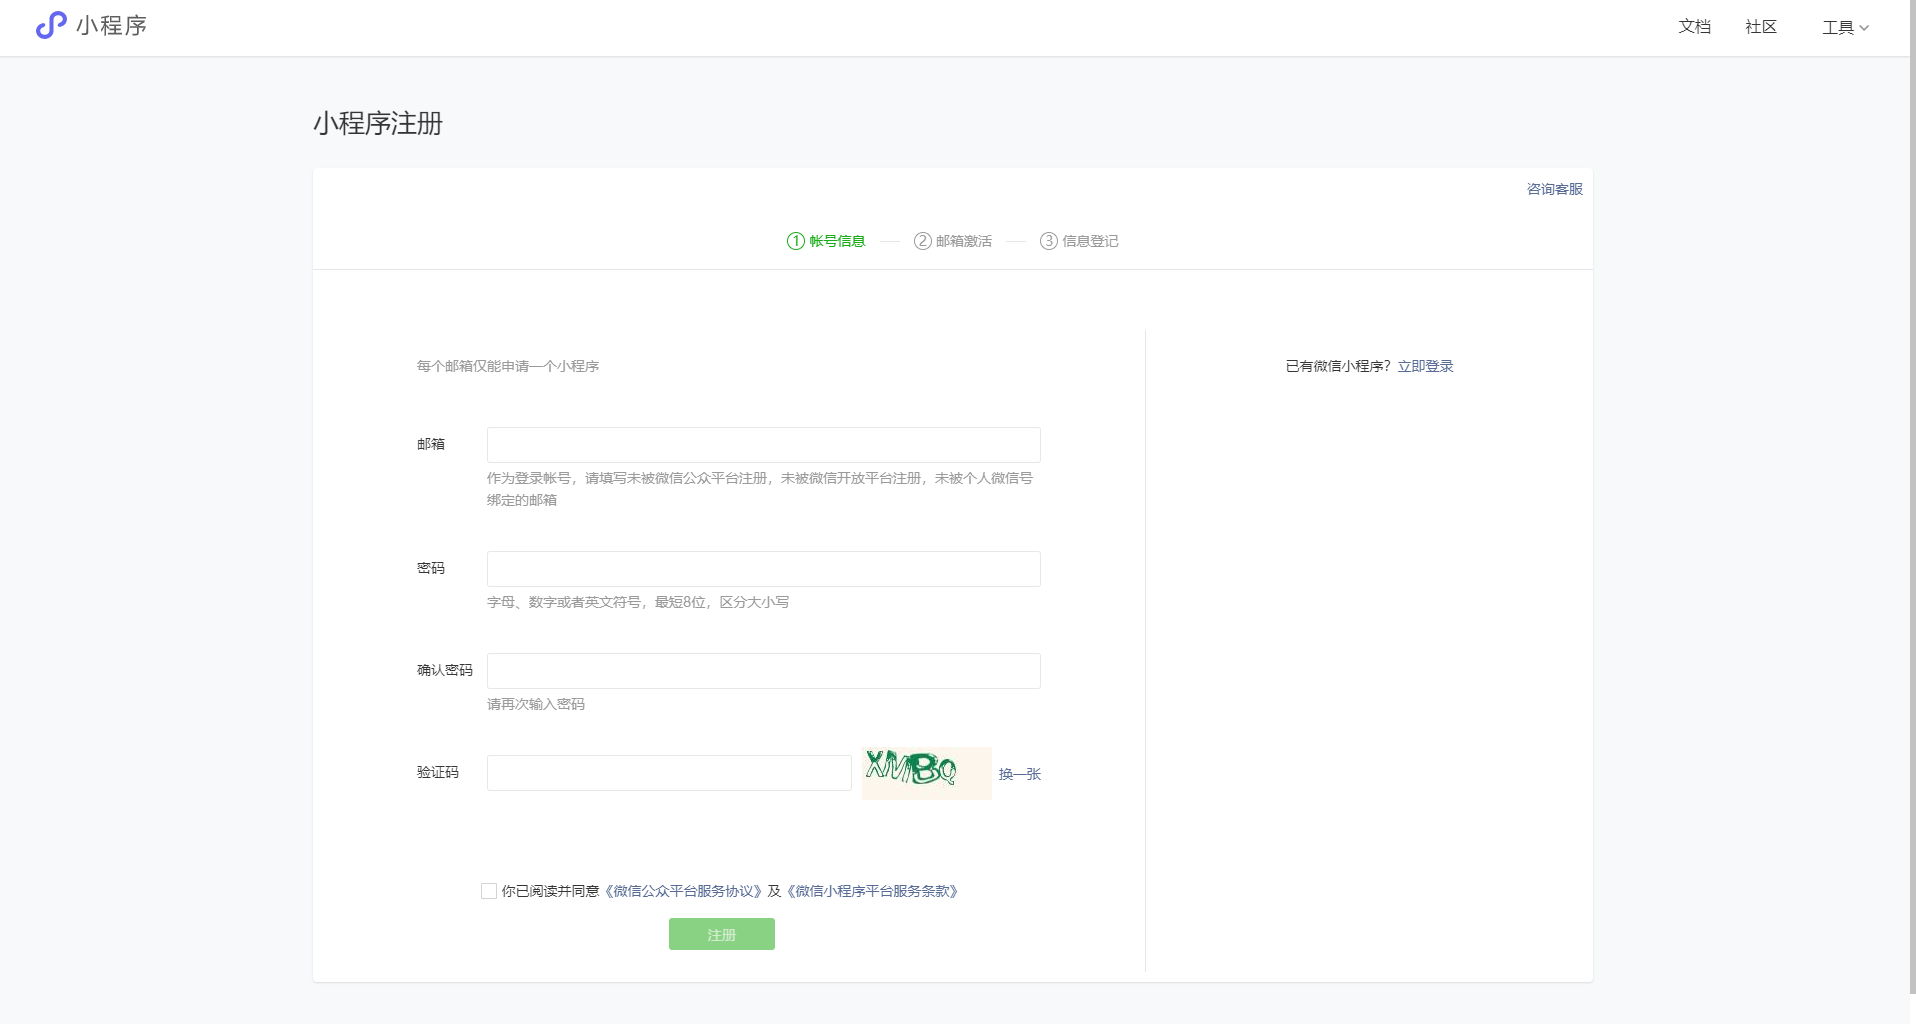 小程序
文档 社区 工具
小程序注册
咨询客服
① 帐号信息 ② 邮箱激活 ③ 信息登记
每个邮箱仅能申请一个小程序
已有微信小程序？立即登录
邮箱
作为登录帐号，请填写未被微信公众平台注册，未被微信开放平台注册，未被个人微信号
绑定的邮箱
密码
字母、数字或者英文符号，最短8位，区分大小写
确认密码
请再次输入密码
验证码 XMBQ 换一张
你已阅读并同意《微信公众平台服务协议》及《微信小程序平台服务条款》
注册